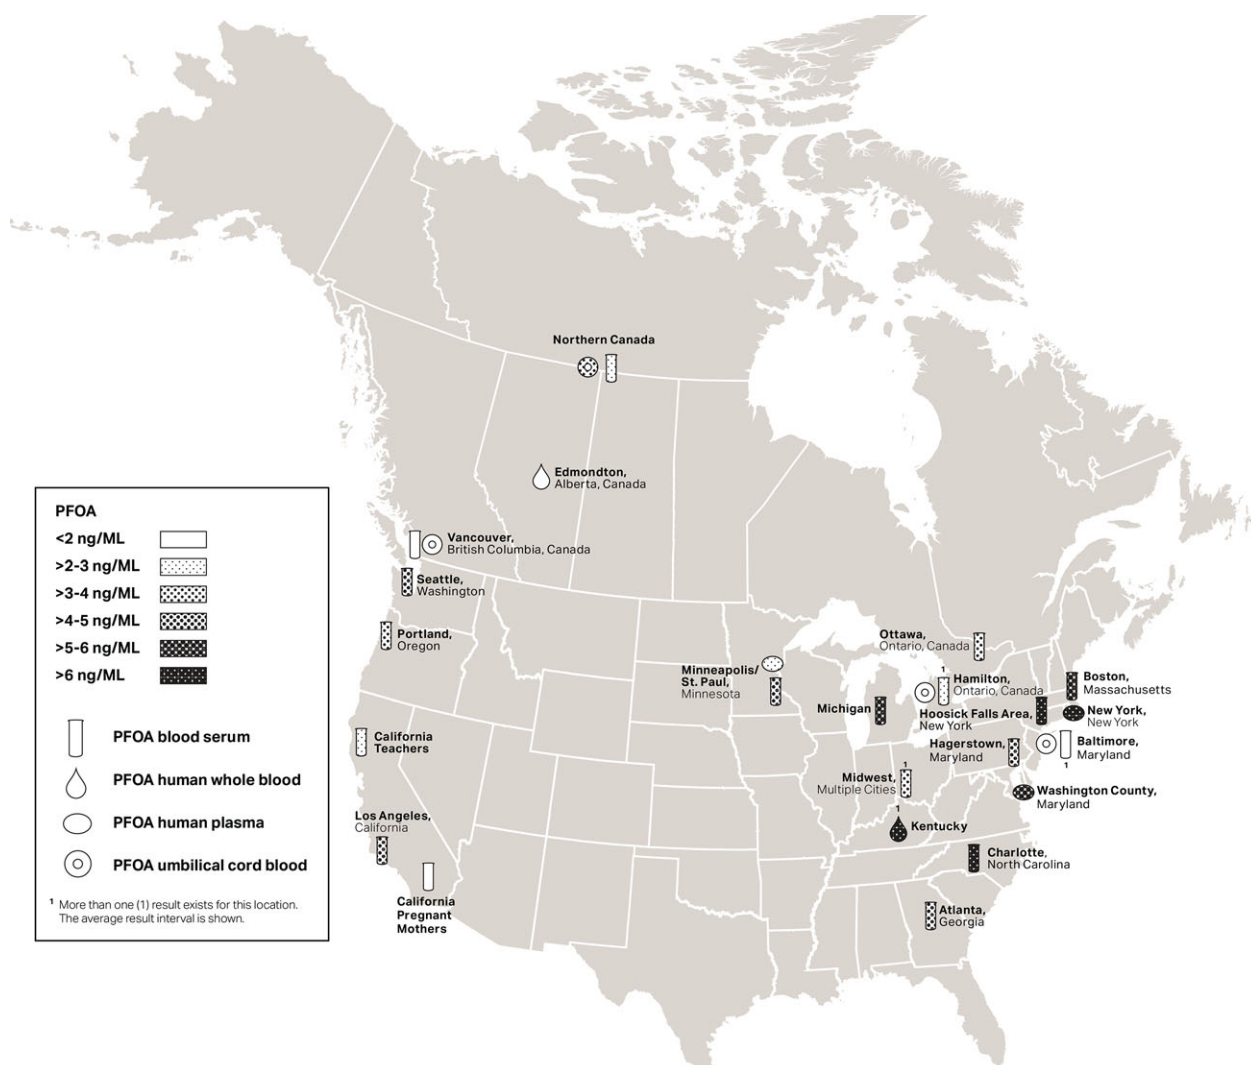 Northern Canada
Edmondton,
Alberta, Canada
Vancouver,
British Columbia, Canada
Seattle,
Washington
Portland,
Oregon
California
Teachers
Los Angeles,
California
California
Pregnant
Mothers
Minneapolis/
St. Paul,
Minnesota
Michigan
Ottawa,
Ontario, Canada
1
Hamilton,
Ontario, Canada
Boston,
Massachusetts
Hoosick Falls Area,
New York
New York,
New York
Hagerstown,
Maryland
Baltimore,
Maryland
1
1
Midwest,
Multiple Cities
Washington County,
Maryland
1
Kentucky
Charlotte,
North Carolina
Atlanta,
Georgia
PFOA
<2 ng/ML
>2-3 ng/ML
>3-4 ng/ML
>4-5 ng/ML
>5-6 ng/ML
>6 ng/ML
PFOA blood serum
PFOA human whole blood
PFOA human plasma
PFOA umbilical cord blood
1 More than one (1) result exists for this location.
The average result interval is shown.